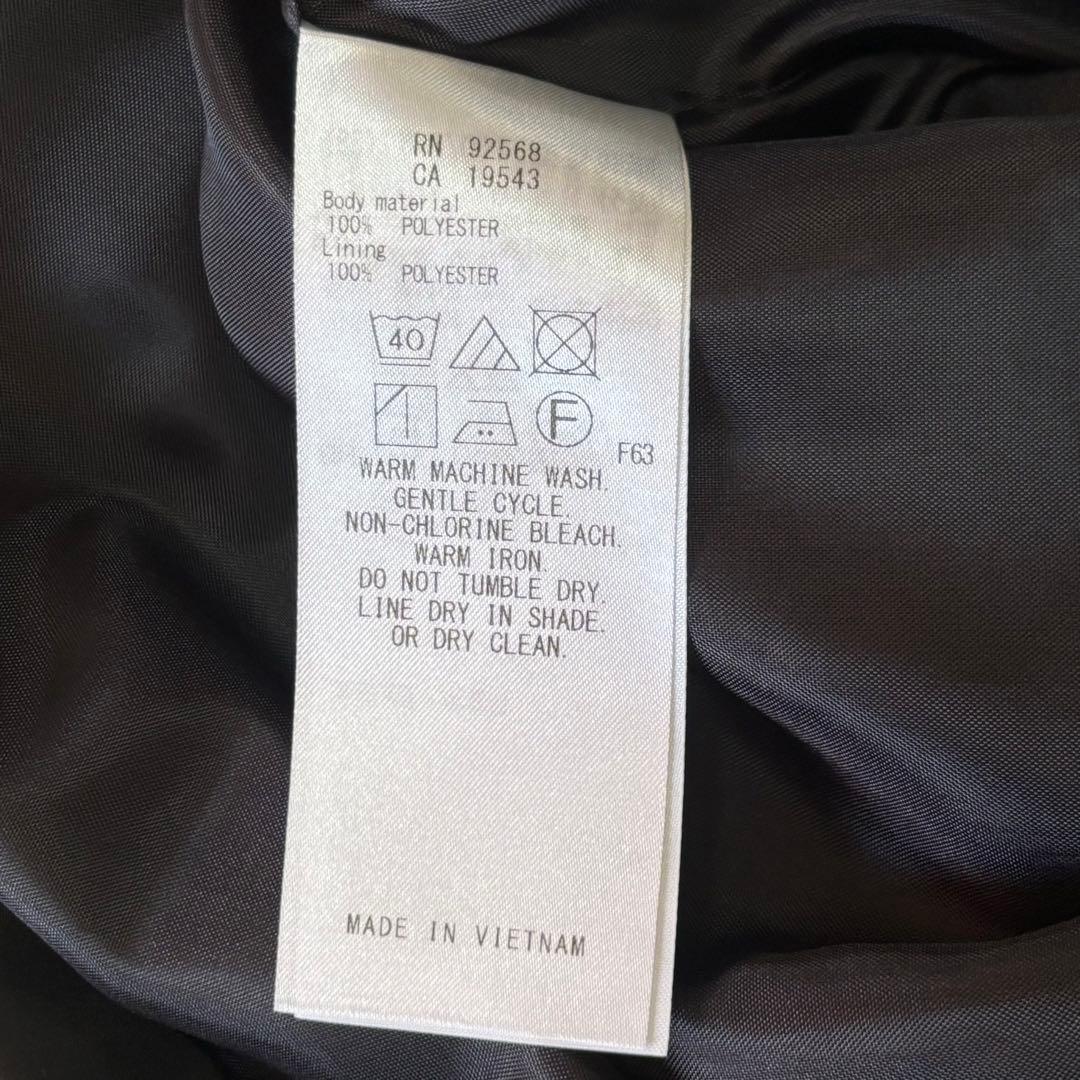 RN 92568
CA 19543
Body material
100% POLYESTER
Lining
100% POLYESTER
40
F
F63
WARM MACHINE WASH.
GENTLE CYCLE.
NON-CHLORINE BLEACH.
WARM IRON.
DO NOT TUMBLE DRY.
LINE DRY IN SHADE.
OR DRY CLEAN.
MADE IN VIETNAM